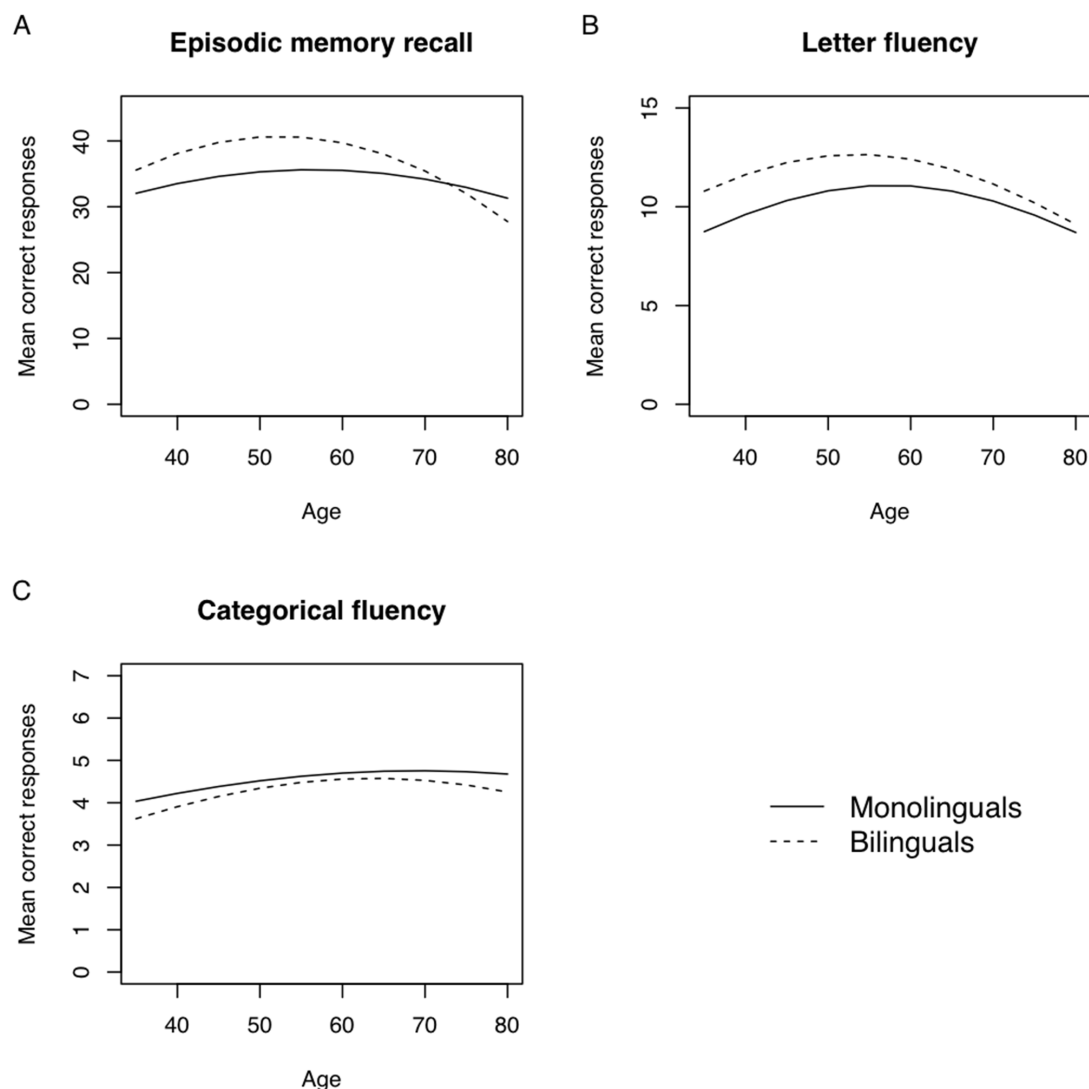 A
Episodic memory recall
Mean correct responses
40
30
20
10
0
40 50 60 70 80
Age
B
Letter fluency
Mean correct responses
15
10
5
0
40 50 60 70 80
Age
C
Categorical fluency
Mean correct responses
7
6
5
4
3
2
1
0
40 50 60 70 80
Age
Monolinguals
Bilinguals